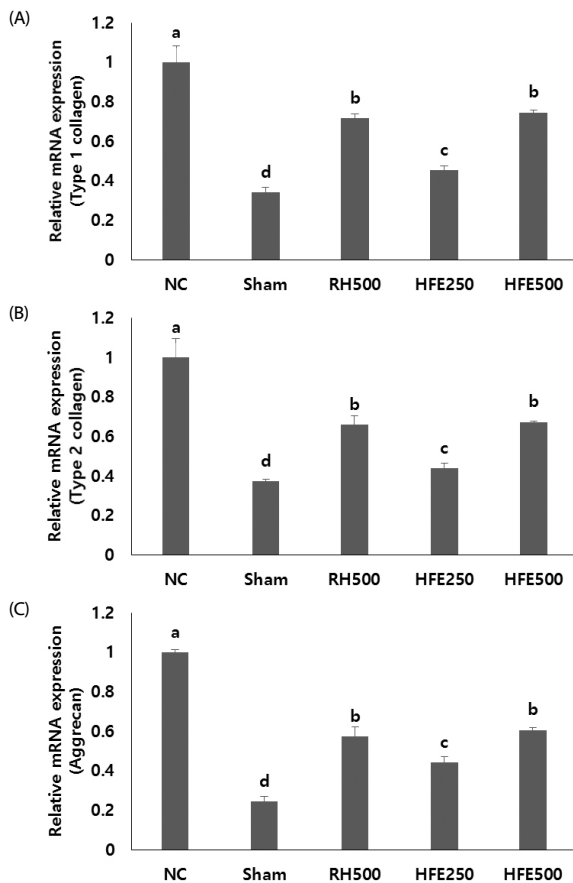 (A)
Relative mRNA expression
(Type 1 collagen)
1.2
1
0.8
0.6
0.4
0.2
0
a
d
b
c
b
NC Sham RH500 HFE250 HFE500
(B)
Relative mRNA expression
(Type 2 collagen)
1.2
1
0.8
0.6
0.4
0.2
0
a
d
b
c
b
NC Sham RH500 HFE250 HFE500
(C)
Relative mRNA expression
(Aggrecan)
1.2
1
0.8
0.6
0.4
0.2
0
a
d
b
c
b
NC Sham RH500 HFE250 HFE500